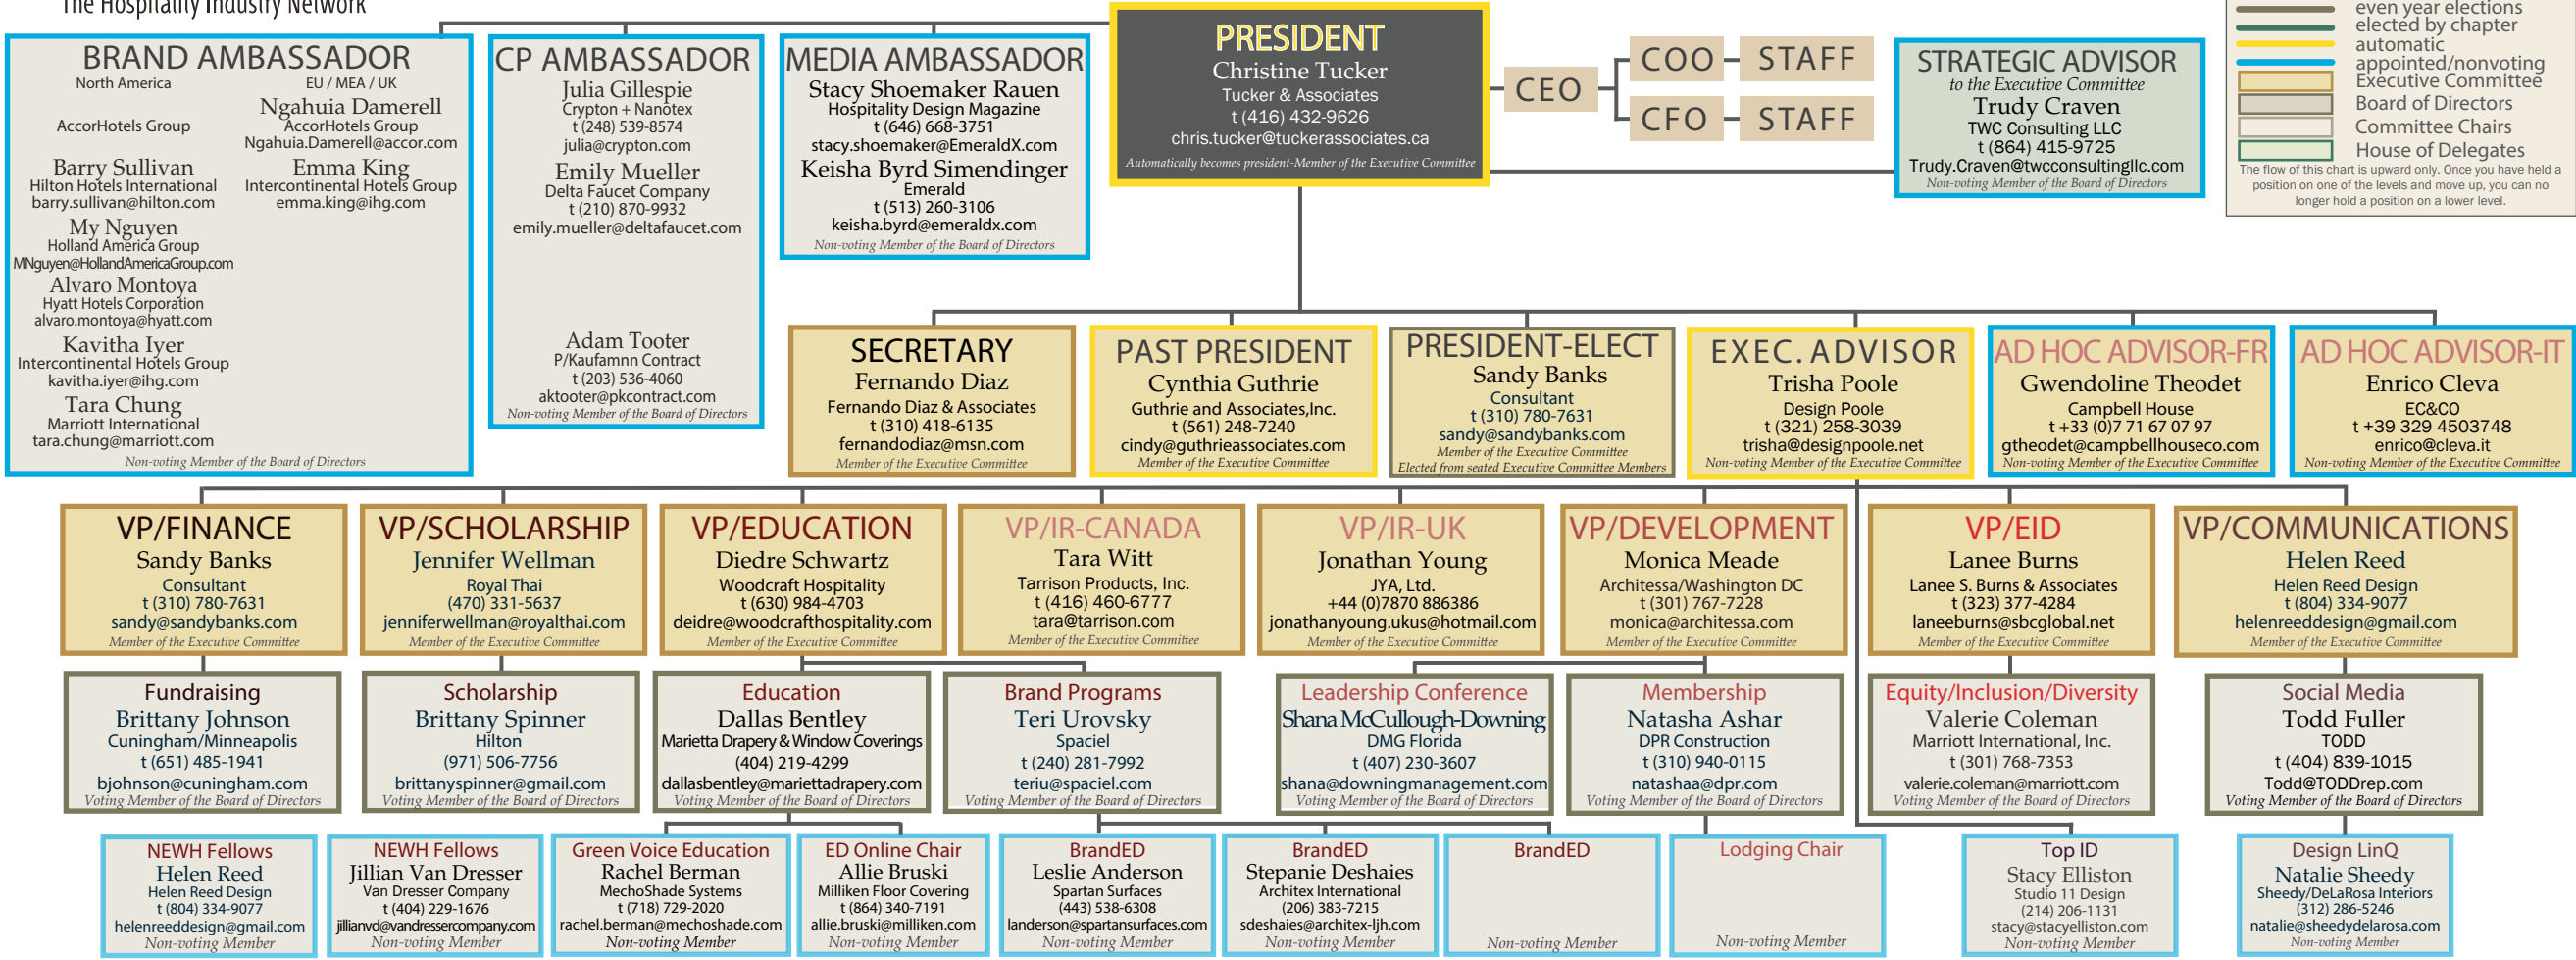 The Hospitality Industry Network
BRAND AMBASSADOR
North America
AccorHotels Group
Barry Sullivan
Hilton Hotels International
barry.sullivan@hilton.com
My Nguyen
Holland America Group
MNguyen@HollandAmericaGroup.com
Alvaro Montoya
Hyatt Hotels Corporation
alvaro.montoya@hyatt.com
Kavitha Iyer
Intercontinental Hotels Group
kavitha.iyer@ihg.com
Tara Chung
Marriott International
tara.chung@marriott.com
EU / MEA / UK
Ngahuia Damerell
AccorHotels Group
Ngahuia.Damerell@accor.com
Emma King
Intercontinental Hotels Group
emma.king@ihg.com
Non-voting Member of the Board of Directors
CP AMBASSADOR
Julia Gillespie
Crypton + Nanotex
t (248) 539-8574
julia@crypton.com
Emily Mueller
Delta Faucet Company
t (210) 870-9932
emily.mueller@deltafaucet.com
Adam Tooter
P/Kaufamnn Contract
t (203) 536-4060
aktooter@pkcontract.com
Non-voting Member of the Board of Directors
MEDIA AMBASSADOR
Stacy Shoemaker Rauen
Hospitality Design Magazine
t (646) 668-3751
stacy.shoemaker@EmeraldX.com
Keisha Byrd Simendinger
Emerald
t (513) 260-3106
keisha.byrd@emeraldx.com
Non-voting Member of the Board of Directors
PRESIDENT
Christine Tucker
Tucker & Associates
t (416) 432-9626
chris.tucker@tuckerassociates.ca
Automatically becomes president-Member of the Executive Committee
CEO
COO
STAFF
CFO
STAFF
STRATEGIC ADVISOR
to the Executive Committee
Trudy Craven
TWC Consulting LLC
t (864) 415-9725
Trudy.Craven@twcconsultingllc.com
Non-voting Member of the Board of Directors
even year elections
elected by chapter
automatic
appointed/nonvoting
Executive Committee
Board of Directors
Committee Chairs
House of Delegates
The flow of this chart is upward only. Once you have held a
position on one of the levels and move up, you can no
longer hold a position on a lower level.
SECRETARY
Fernando Diaz
Fernando Diaz & Associates
t (310) 418-6135
fernandodiaz@msn.com
Member of the Executive Committee
PAST PRESIDENT
Cynthia Guthrie
Guthrie and Associates,Inc.
t (561) 248-7240
cindy@guthrieassociates.com
Member of the Executive Committee
PRESIDENT-ELECT
Sandy Banks
Consultant
t (310) 780-7631
sandy@sandybanks.com
Member of the Executive Committee
Elected from seated Executive Committee Members
EXEC. ADVISOR
Trisha Poole
Design Poole
t (321) 258-3039
trisha@designpoole.net
Non-voting Member of the Executive Committee
AD HOC ADVISOR-FR
Gwendoline Theodet
Campbell House
t +33 (0)7 71 67 07 97
gtheodet@campbellhouseco.com
Non-voting Member of the Executive Committee
AD HOC ADVISOR-IT
Enrico Cleva
EC&CO
t +39 329 4503748
enrico@cleva.it
Non-voting Member of the Executive Committee
VP/FINANCE
Sandy Banks
Consultant
t (310) 780-7631
sandy@sandybanks.com
Member of the Executive Committee
VP/SCHOLARSHIP
Jennifer Wellman
Royal Thai
(470) 331-5637
jenniferwellman@royalthai.com
Member of the Executive Committee
VP/EDUCATION
Diedre Schwartz
Woodcraft Hospitality
t (630) 984-4703
deidre@woodcrafthospitality.com
Member of the Executive Committee
VP/IR-CANADA
Tara Witt
Tarrison Products, Inc.
t (416) 460-6777
tara@tarrison.com
Member of the Executive Committee
VP/IR-UK
Jonathan Young
JYA, Ltd.
+44 (0)7870 886386
jonathanyoung.ukus@hotmail.com
Member of the Executive Committee
VP/DEVELOPMENT
Monica Meade
Architessa/Washington DC
t (301) 767-7228
monica@architessa.com
Member of the Executive Committee
VP/EID
Lanee Burns
Lanee S. Burns & Associates
t (323) 377-4284
laneeburns@sbcglobal.net
Member of the Executive Committee
VP/COMMUNICATIONS
Helen Reed
Helen Reed Design
t (804) 334-9077
helenreeddesign@gmail.com
Member of the Executive Committee
Fundraising
Brittany Johnson
Cuningham/Minneapolis
t (651) 485-1941
bjohnson@cuningham.com
Voting Member of the Board of Directors
Scholarship
Brittany Spinner
Hilton
(971) 506-7756
brittanyspinner@gmail.com
Voting Member of the Board of Directors
Education
Dallas Bentley
Marietta Drapery & Window Coverings
(404) 219-4299
dallasbentley@mariettadrapery.com
Voting Member of the Board of Directors
Brand Programs
Teri Urovsky
Spaciel
t (240) 281-7992
teriu@spaciel.com
Voting Member of the Board of Directors
Leadership Conference
Shana McCullough-Downing
DMG Florida
t (407) 230-3607
shana@downingmanagement.com
Voting Member of the Board of Directors
Membership
Natasha Ashar
DPR Construction
t (310) 940-0115
natashaa@dpr.com
Voting Member of the Board of Directors
Equity/Inclusion/Diversity
Valerie Coleman
Marriott International, Inc.
t (301) 768-7353
valerie.coleman@marriott.com
Voting Member of the Board of Directors
Social Media
Todd Fuller
TODD
t (404) 839-1015
Todd@TODDrep.com
Voting Member of the Board of Directors
NEWH Fellows
Helen Reed
Helen Reed Design
t (804) 334-9077
helenreeddesign@gmail.com
Non-voting Member
NEWH Fellows
Jillian Van Dresser
Van Dresser Company
t (404) 229-1676
jillianvd@vandressercompany.com
Non-voting Member
Green Voice Education
Rachel Berman
MechoShade Systems
t (718) 729-2020
rachel.berman@mechoshade.com
Non-voting Member
ED Online Chair
Allie Bruski
Milliken Floor Covering
t (864) 340-7191
allie.bruski@milliken.com
Non-voting Member
BrandED
Leslie Anderson
Spartan Surfaces
(443) 538-6308
landerson@spartansurfaces.com
Non-voting Member
BrandED
Stepanie Deshaies
Architex International
(206) 383-7215
sdeshaies@architex-ljh.com
Non-voting Member
BrandED
Non-voting Member
Lodging Chair
Non-voting Member
Top ID
Stacy Elliston
Studio 11 Design
(214) 206-1131
stacy@stacyelliston.com
Non-voting Member
Design LinQ
Natalie Sheedy
Sheedy/DeLaRosa Interiors
(312) 286-5246
natalie@sheedydelarosa.com
Non-voting Member